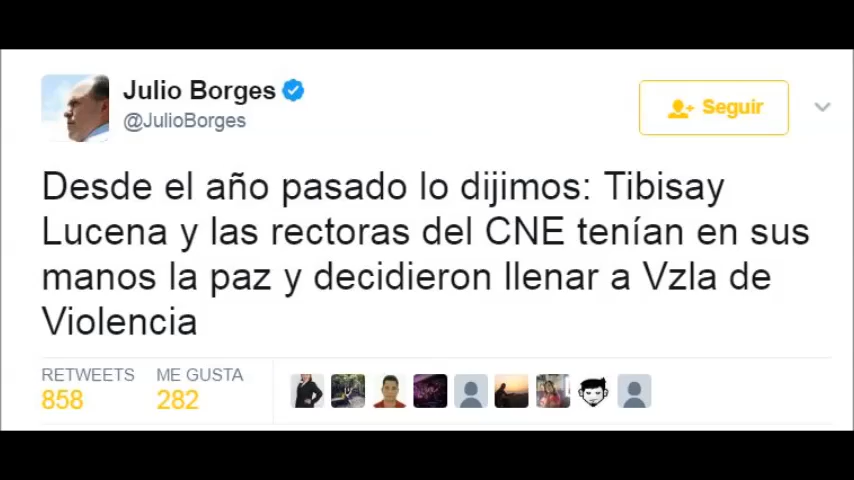 Julio Borges
@JulioBorges
Seguir
Desde el año pasado lo dijimos: Tibisay
Lucena y las rectoras del CNE tenían en sus
manos la paz y decidieron llenar a Vzla de
Violencia
RETWEETS ME GUSTA
858 282